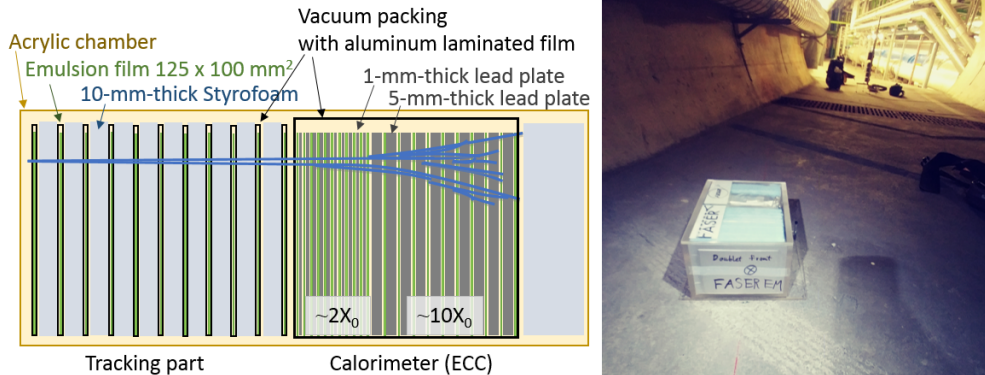 Vacuum packing
with aluminum laminated film
Acrylic chamber
Emulsion film 125 x 100 mm²
10-mm-thick Styrofoam
1-mm-thick lead plate
5-mm-thick lead plate
~2X₀
~10X₀
Tracking part
Calorimeter (ECC)
FASER
Doublet front
FASER EM